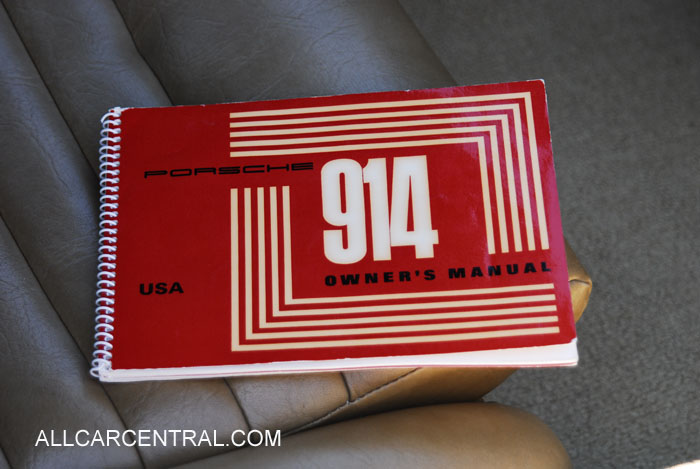 PORSCHE
914
OWNER'S MANUAL
USA
ALLCARCENTRAL.COM